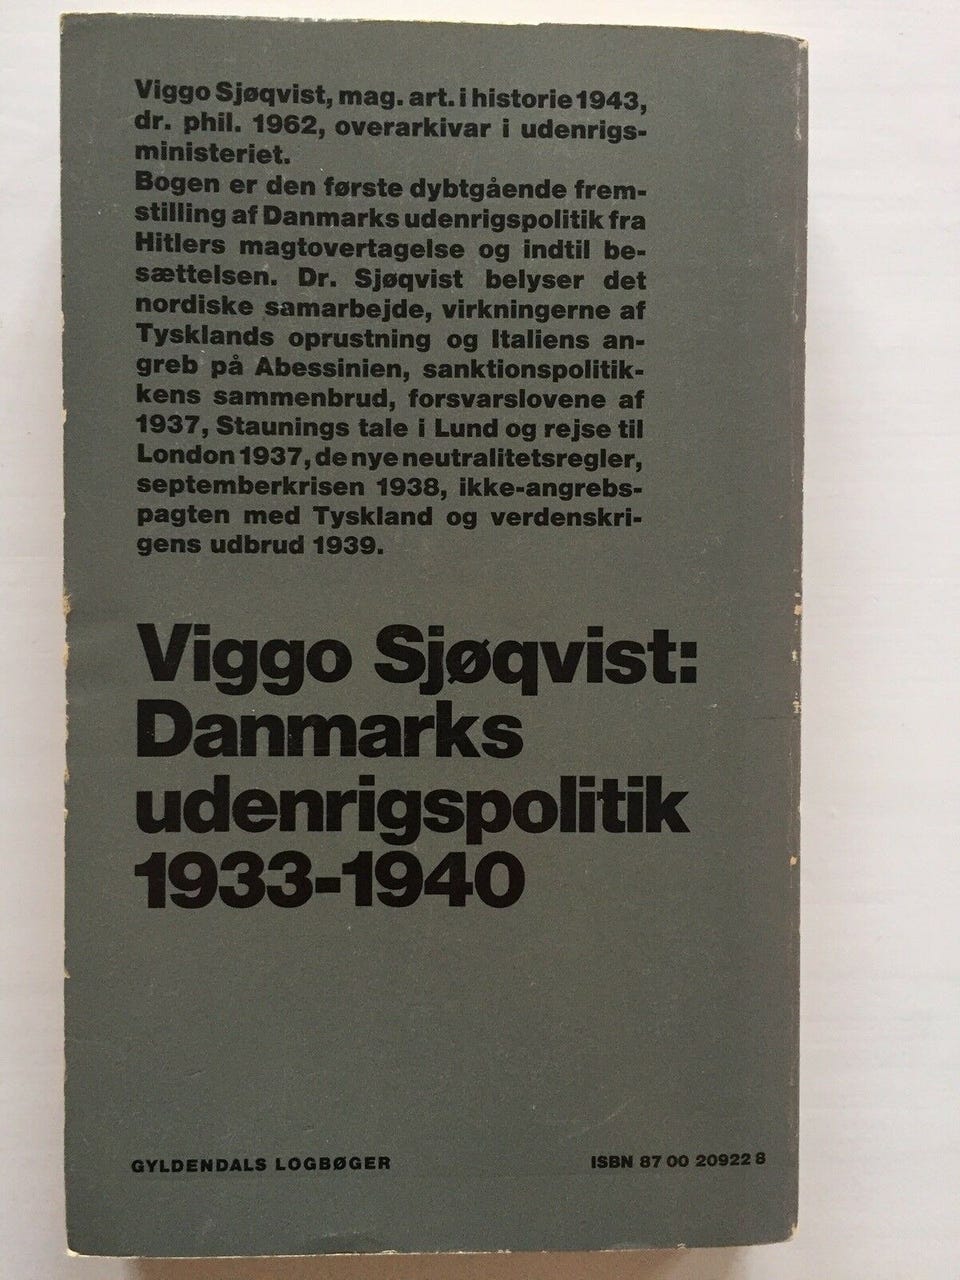 Viggo Sjøqvist, mag. art. i historie 1943,
dr. phil. 1962, overarkivar i udenrigs-
ministeriet.
Bogen er den første dybtgående frem-
stilling af Danmarks udenrigspolitik fra
Hitlers magtovertagelse og indtil be-
sættelsen. Dr. Sjøqvist belyser det
nordiske samarbejde, virkningerne af
Tysklands oprustning og Italiens an-
greb på Abessinien, sanktionspolitik-
kens sammenbrud, forsvarslovene af
1937, Staunings tale i Lund og rejse til
London 1937, de nye neutralitetsregler,
septemberkrisen 1938, ikke-angrebs-
pagten med Tyskland og verdenskri-
gens udbrud 1939.
Viggo Sjøqvist:
Danmarks
udenrigspolitik
1933-1940
GYLDENDALS LOGBØGER
ISBN 87 00 20922 8